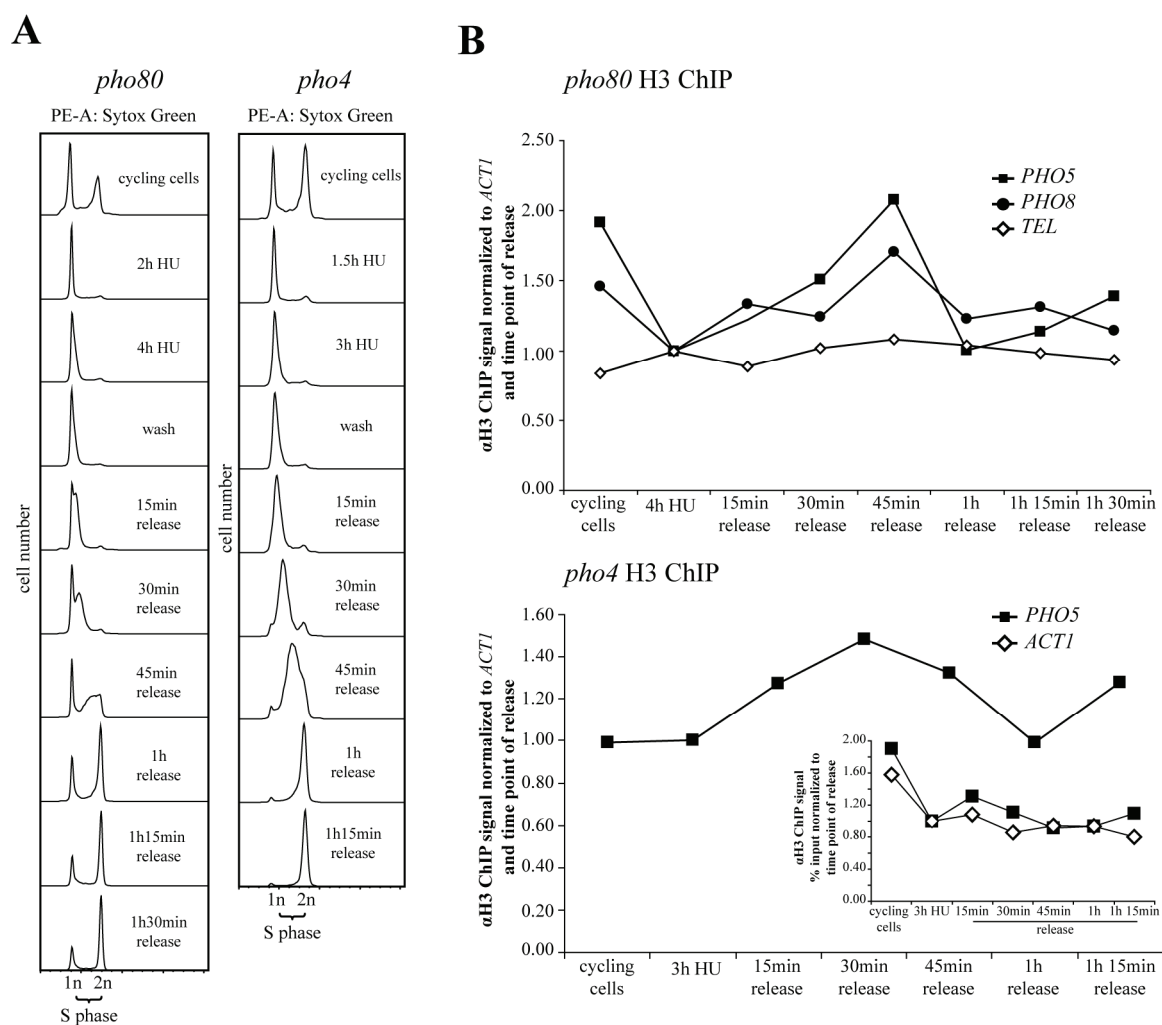 A
pho80
PE-A: Sytox Green
cycling cells
2h HU
4h HU
wash
15min
release
30min
release
45min
release
1h
release
1h15min
release
1h30min
release
cell number
1n 2n
S phase
pho4
PE-A: Sytox Green
cycling cells
1.5h HU
3h HU
wash
15min
release
30min
release
45min
release
1h
release
1h15min
release
cell number
1n 2n
S phase
B
pho80 H3 ChIP
αH3 ChIP signal normalized to ACT1
and time point of release
2.50
2.00
1.50
1.00
0.50
0.00
PHO5
PHO8
TEL
cycling
cells
4h HU
15min
release
30min
release
45min
release
1h
release
1h 15min
release
1h 30min
release
pho4 H3 ChIP
αH3 ChIP signal normalized to ACT1
and time point of release
1.60
1.40
1.20
1.00
0.80
0.60
0.40
0.20
0.00
PHO5
ACT1
αH3 ChIP signal
% input normalized to
time point of release
2.00
1.60
1.20
0.80
0.40
0.00
cycling
cells
3h HU
15min
30min
45min
1h
1h 15min
release
cycling
cells
3h HU
15min
release
30min
release
45min
release
1h
release
1h 15min
release